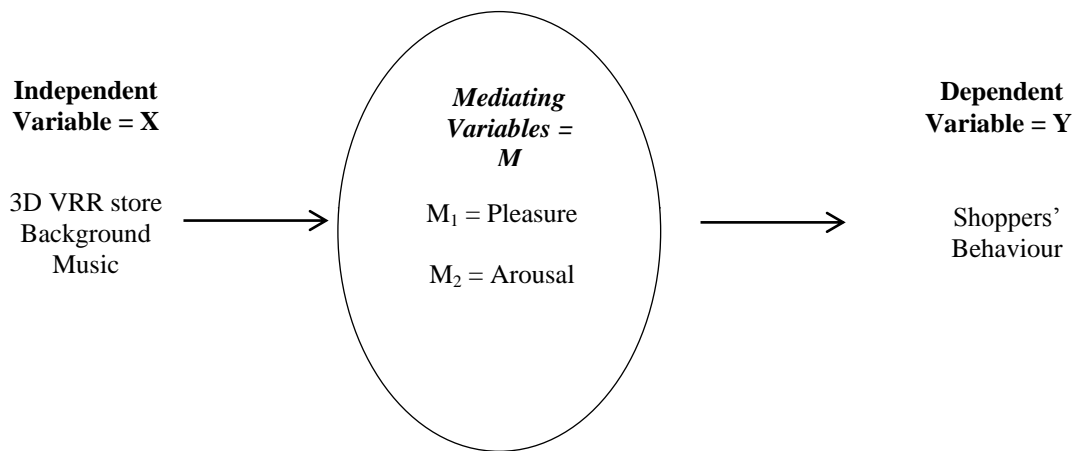 Independent
Variable = X
3D VRR store
Background
Music
Mediating
Variables =
M
M₁ = Pleasure
M₂ = Arousal
Dependent
Variable = Y
Shoppers’
Behaviour